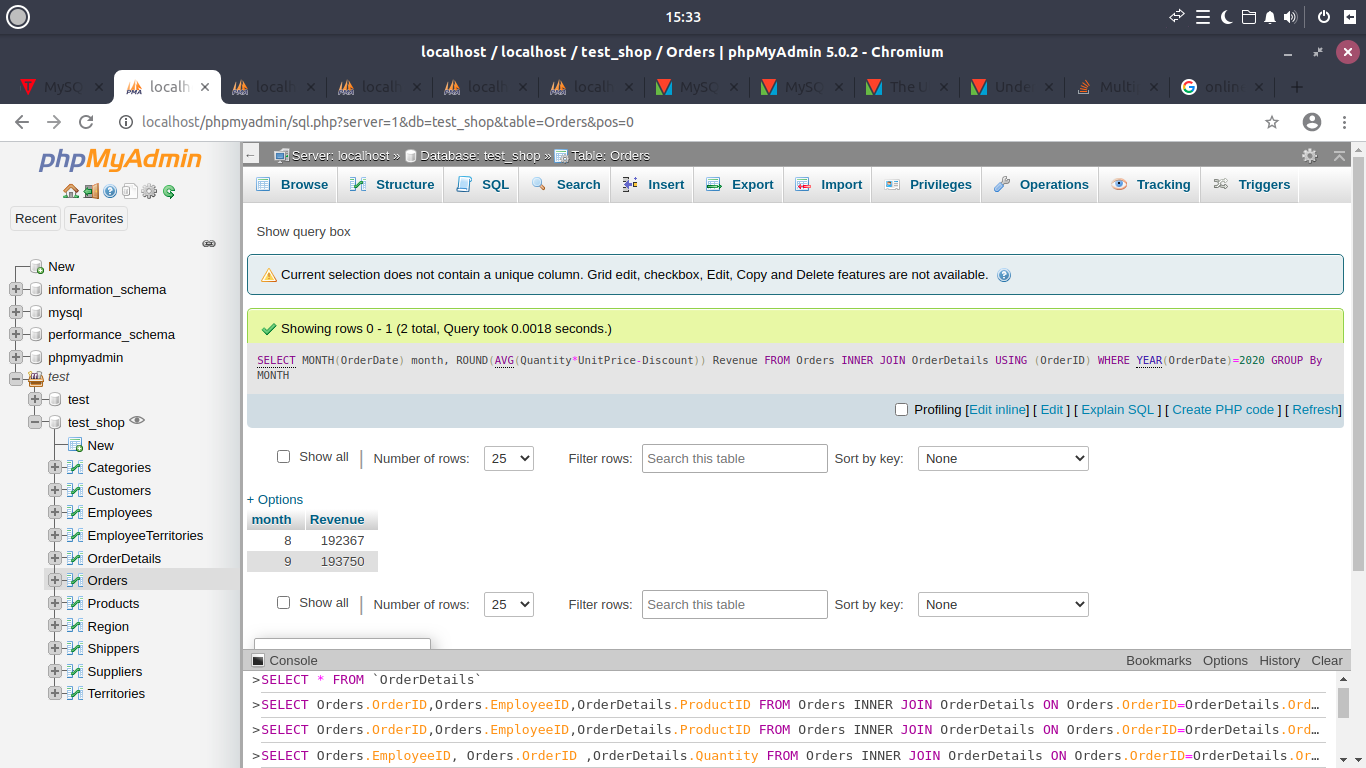 15:33
localhost / localhost / test_shop / Orders | phpMyAdmin 5.0.2 - Chromium
MySQ
localh
localh
localh
localh
localh
MySQ
MySQ
The U
Unde
Multi
onlin
localhost/phpmyadmin/sql.php?server=1&db=test_shop&table=Orders&pos=0
phpMyAdmin
Recent
Favorites
New
information_schema
mysql
performance_schema
phpmyadmin
test
test
test_shop
New
Categories
Customers
Employees
EmployeeTerritories
OrderDetails
Orders
Products
Region
Shippers
Suppliers
Territories
Server: localhost » Database: test_shop » Table: Orders
Browse Structure SQL Search Insert Export Import Privileges Operations Tracking Triggers
Show query box
Current selection does not contain a unique column. Grid edit, checkbox, Edit, Copy and Delete features are not available.
Showing rows 0 - 1 (2 total, Query took 0.0018 seconds.)
SELECT MONTH(OrderDate) month, ROUND(AVG(Quantity*UnitPrice-Discount)) Revenue FROM Orders INNER JOIN OrderDetails USING (OrderID) WHERE YEAR(OrderDate)=2020 GROUP By
MONTH
Profiling [Edit inline] [ Edit ] [ Explain SQL ] [ Create PHP code ] [ Refresh]
Show all | Number of rows: 25 Filter rows: Search this table Sort by key: None
+ Options
month Revenue
8 192367
9 193750
Show all | Number of rows: 25 Filter rows: Search this table Sort by key: None
Console Bookmarks Options History Clear
>SELECT * FROM `OrderDetails`
>SELECT Orders.OrderID,Orders.EmployeeID,OrderDetails.ProductID FROM Orders INNER JOIN OrderDetails ON Orders.OrderID=OrderDetails.Ord…
>SELECT Orders.OrderID,Orders.EmployeeID,OrderDetails.ProductID FROM Orders INNER JOIN OrderDetails ON Orders.OrderID=OrderDetails.Ord…
>SELECT Orders.EmployeeID, Orders.OrderID ,OrderDetails.Quantity FROM Orders INNER JOIN OrderDetails ON Orders.OrderID=OrderDetails.Or…